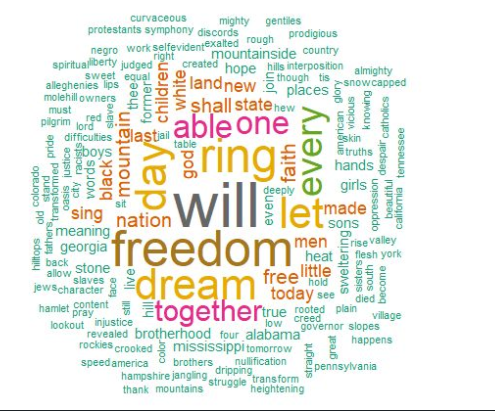 curvaceous
mighty gentiles
protestants symphony discords rough prodigious
negro work selfevident exalted
right mountainside country
spiritual liberty judged created hills interposition
sweet equal hope join though tis almighty
alleghenies lips thee former children white land new places snowcapped
molehill owners shall state hew glory
must slave able one every american vicious knowing catholics
pilgrim red last jail skin
lord table truths
difficulties mountain day god ring faith hands despair tennessee
pride justice racists boys
words black deeply girls
colorado stand transformed oasis city sit will even let made oppression beautiful california
sing nation sons
old fathers meaning men rise valley
hilltops georgia freedom heat sweltering flesh york
back stone little sisters south become
allow slaves dream free hold
jews character face live today see died
hamlet content still hill together true rooted plain village
pray low creed
lookout injustice governor slopes
revealed brotherhood four alabama happens
rockies crooked color mississippi tomorrow straight great
speed america brothers nullification pennsylvania
hampshire jangling dripping
struggle transform
thank mountains heightening